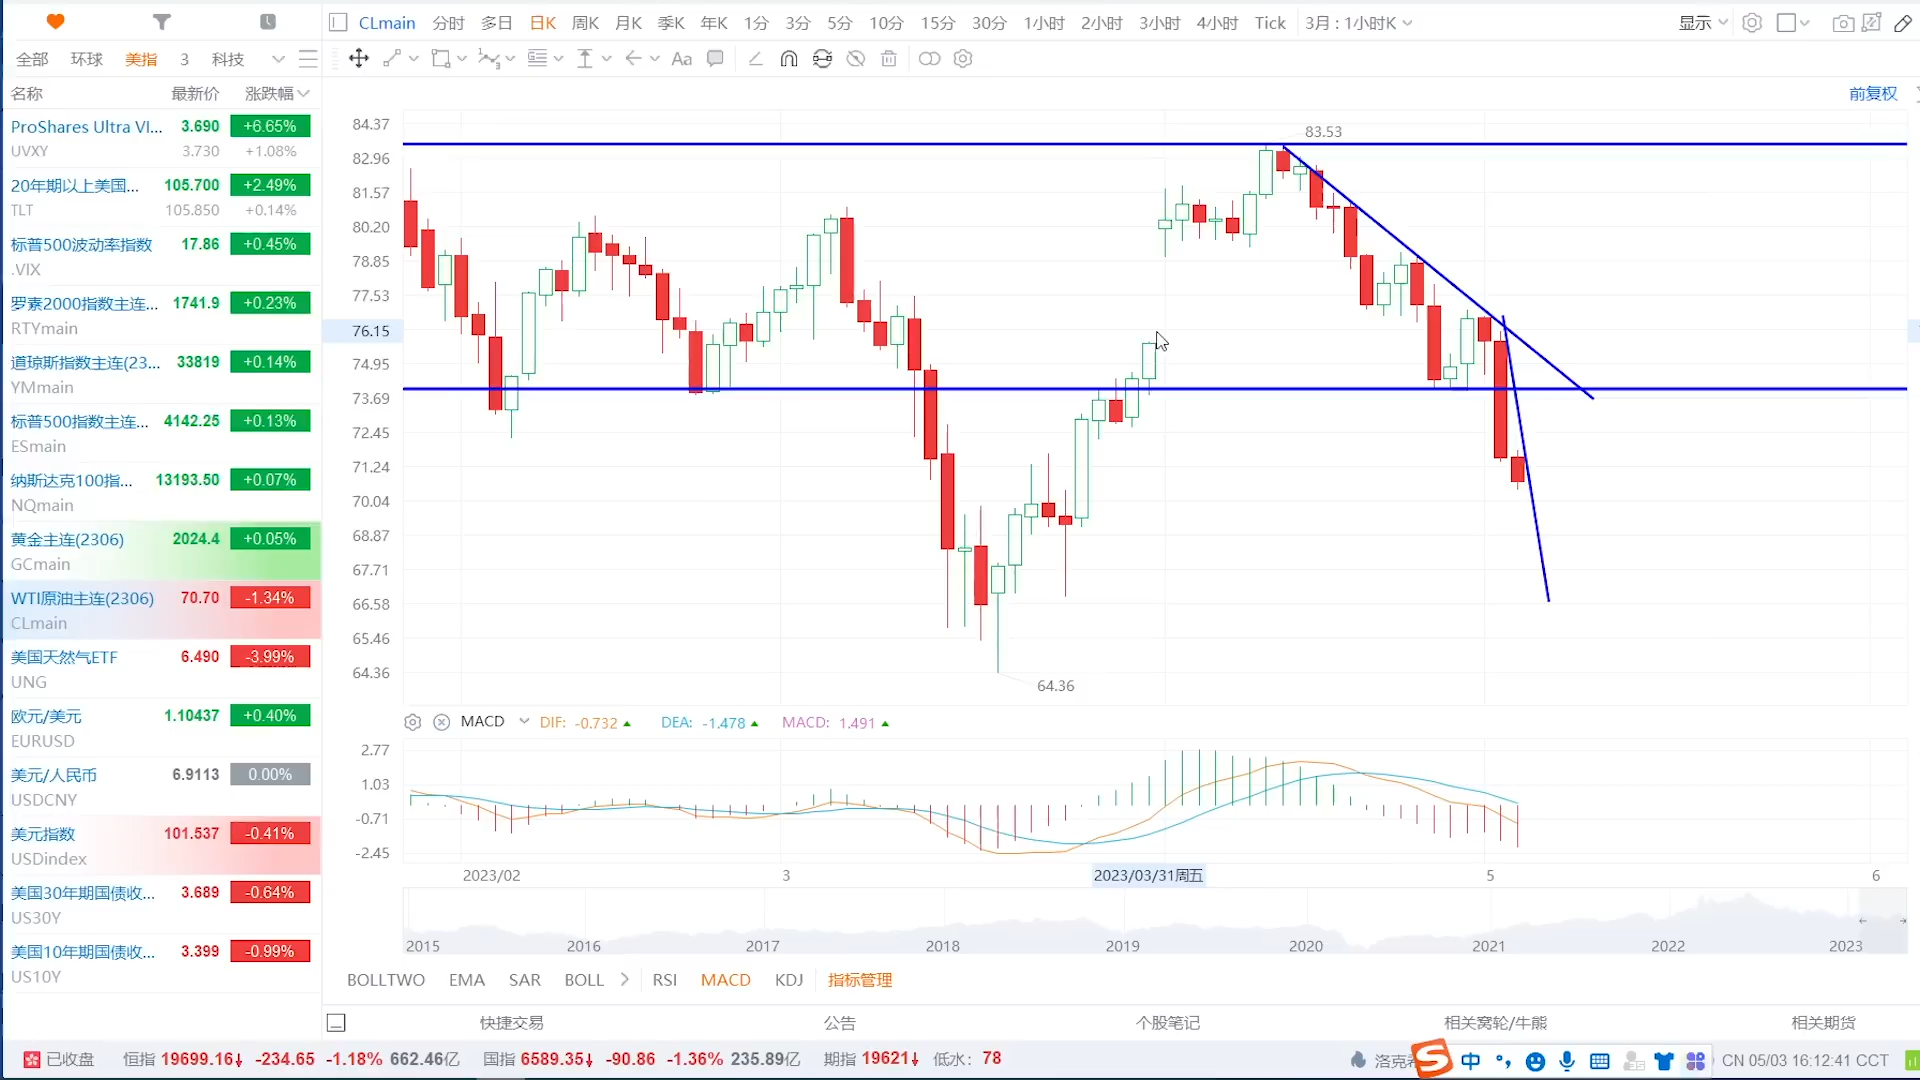 CLmain 分时 多日 日K 周K 月K 季K 年K 1分 3分 5分 10分 15分 30分 1小时 2小时 3小时 4小时 Tick 3月 : 1小时K 显示
全部 环球 美指 3 科技
Aa
名称 最新价 涨跌幅
前复权
ProShares Ultra VI... 3.690 +6.65%
UVXY 3.730 +1.08%
20年期以上美国... 105.700 +2.49%
TLT 105.850 +0.14%
标普500波动率指数 17.86 +0.45%
.VIX
罗素2000指数主连... 1741.9 +0.23%
RTYmain
道琼斯指数主连(23... 33819 +0.14%
YMmain
标普500指数主连... 4142.25 +0.13%
ESmain
纳斯达克100指... 13193.50 +0.07%
NQmain
黄金主连(2306) 2024.4 +0.05%
GCmain
WTI原油主连(2306) 70.70 -1.34%
CLmain
美国天然气ETF 6.490 -3.99%
UNG
欧元/美元 1.10437 +0.40%
EURUSD
美元/人民币 6.9113 0.00%
USDCNY
美元指数 101.537 -0.41%
USDindex
美国30年期国债收... 3.689 -0.64%
US30Y
美国10年期国债收... 3.399 -0.99%
US10Y
84.37
82.96
81.57
80.20
78.85
77.53
76.15
74.95
73.69
72.45
71.24
70.04
68.87
67.71
66.58
65.46
64.36
83.53
64.36
MACD DIF: -0.732 DEA: -1.478 MACD: 1.491
2.77
1.03
-0.71
-2.45
2023/02 3 2023/03/31周五 5 6
2015 2016 2017 2018 2019 2020 2021 2022 2023
BOLLTWO EMA SAR BOLL RSI MACD KDJ 指标管理
快捷交易 公告 个股笔记 相关窝轮/牛熊 相关期货
已收盘 恒指 19699.16↓ -234.65 -1.18% 662.46亿 国指 6589.35↓ -90.86 -1.36% 235.89亿 期指 19621↓ 低水: 78 洛克 中 CN 05/03 16:12:41 CCT